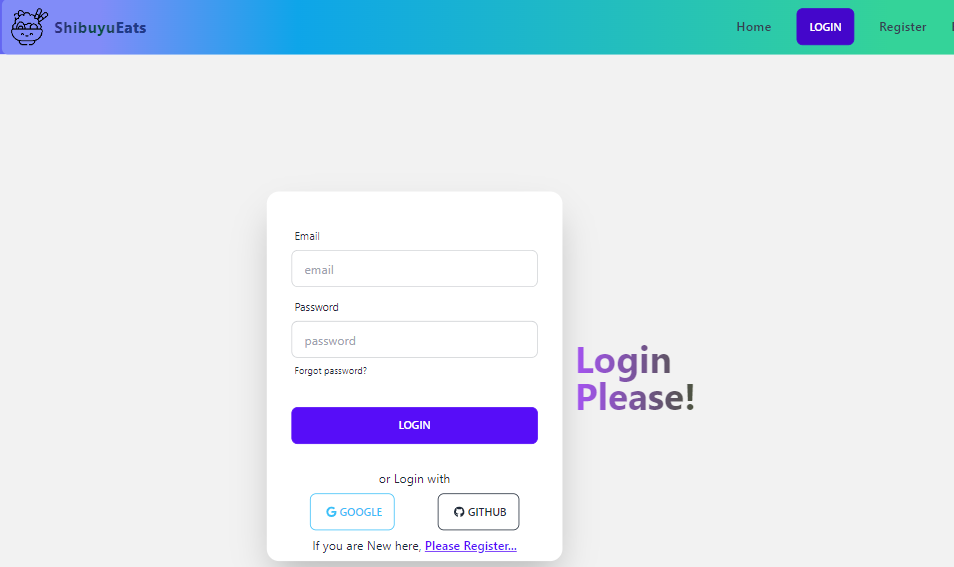 ShibuyuEats
Home
LOGIN
Register
Email
email
Password
password
Forgot password?
LOGIN
or Login with
GOOGLE
GITHUB
If you are New here, Please Register...
Login
Please!